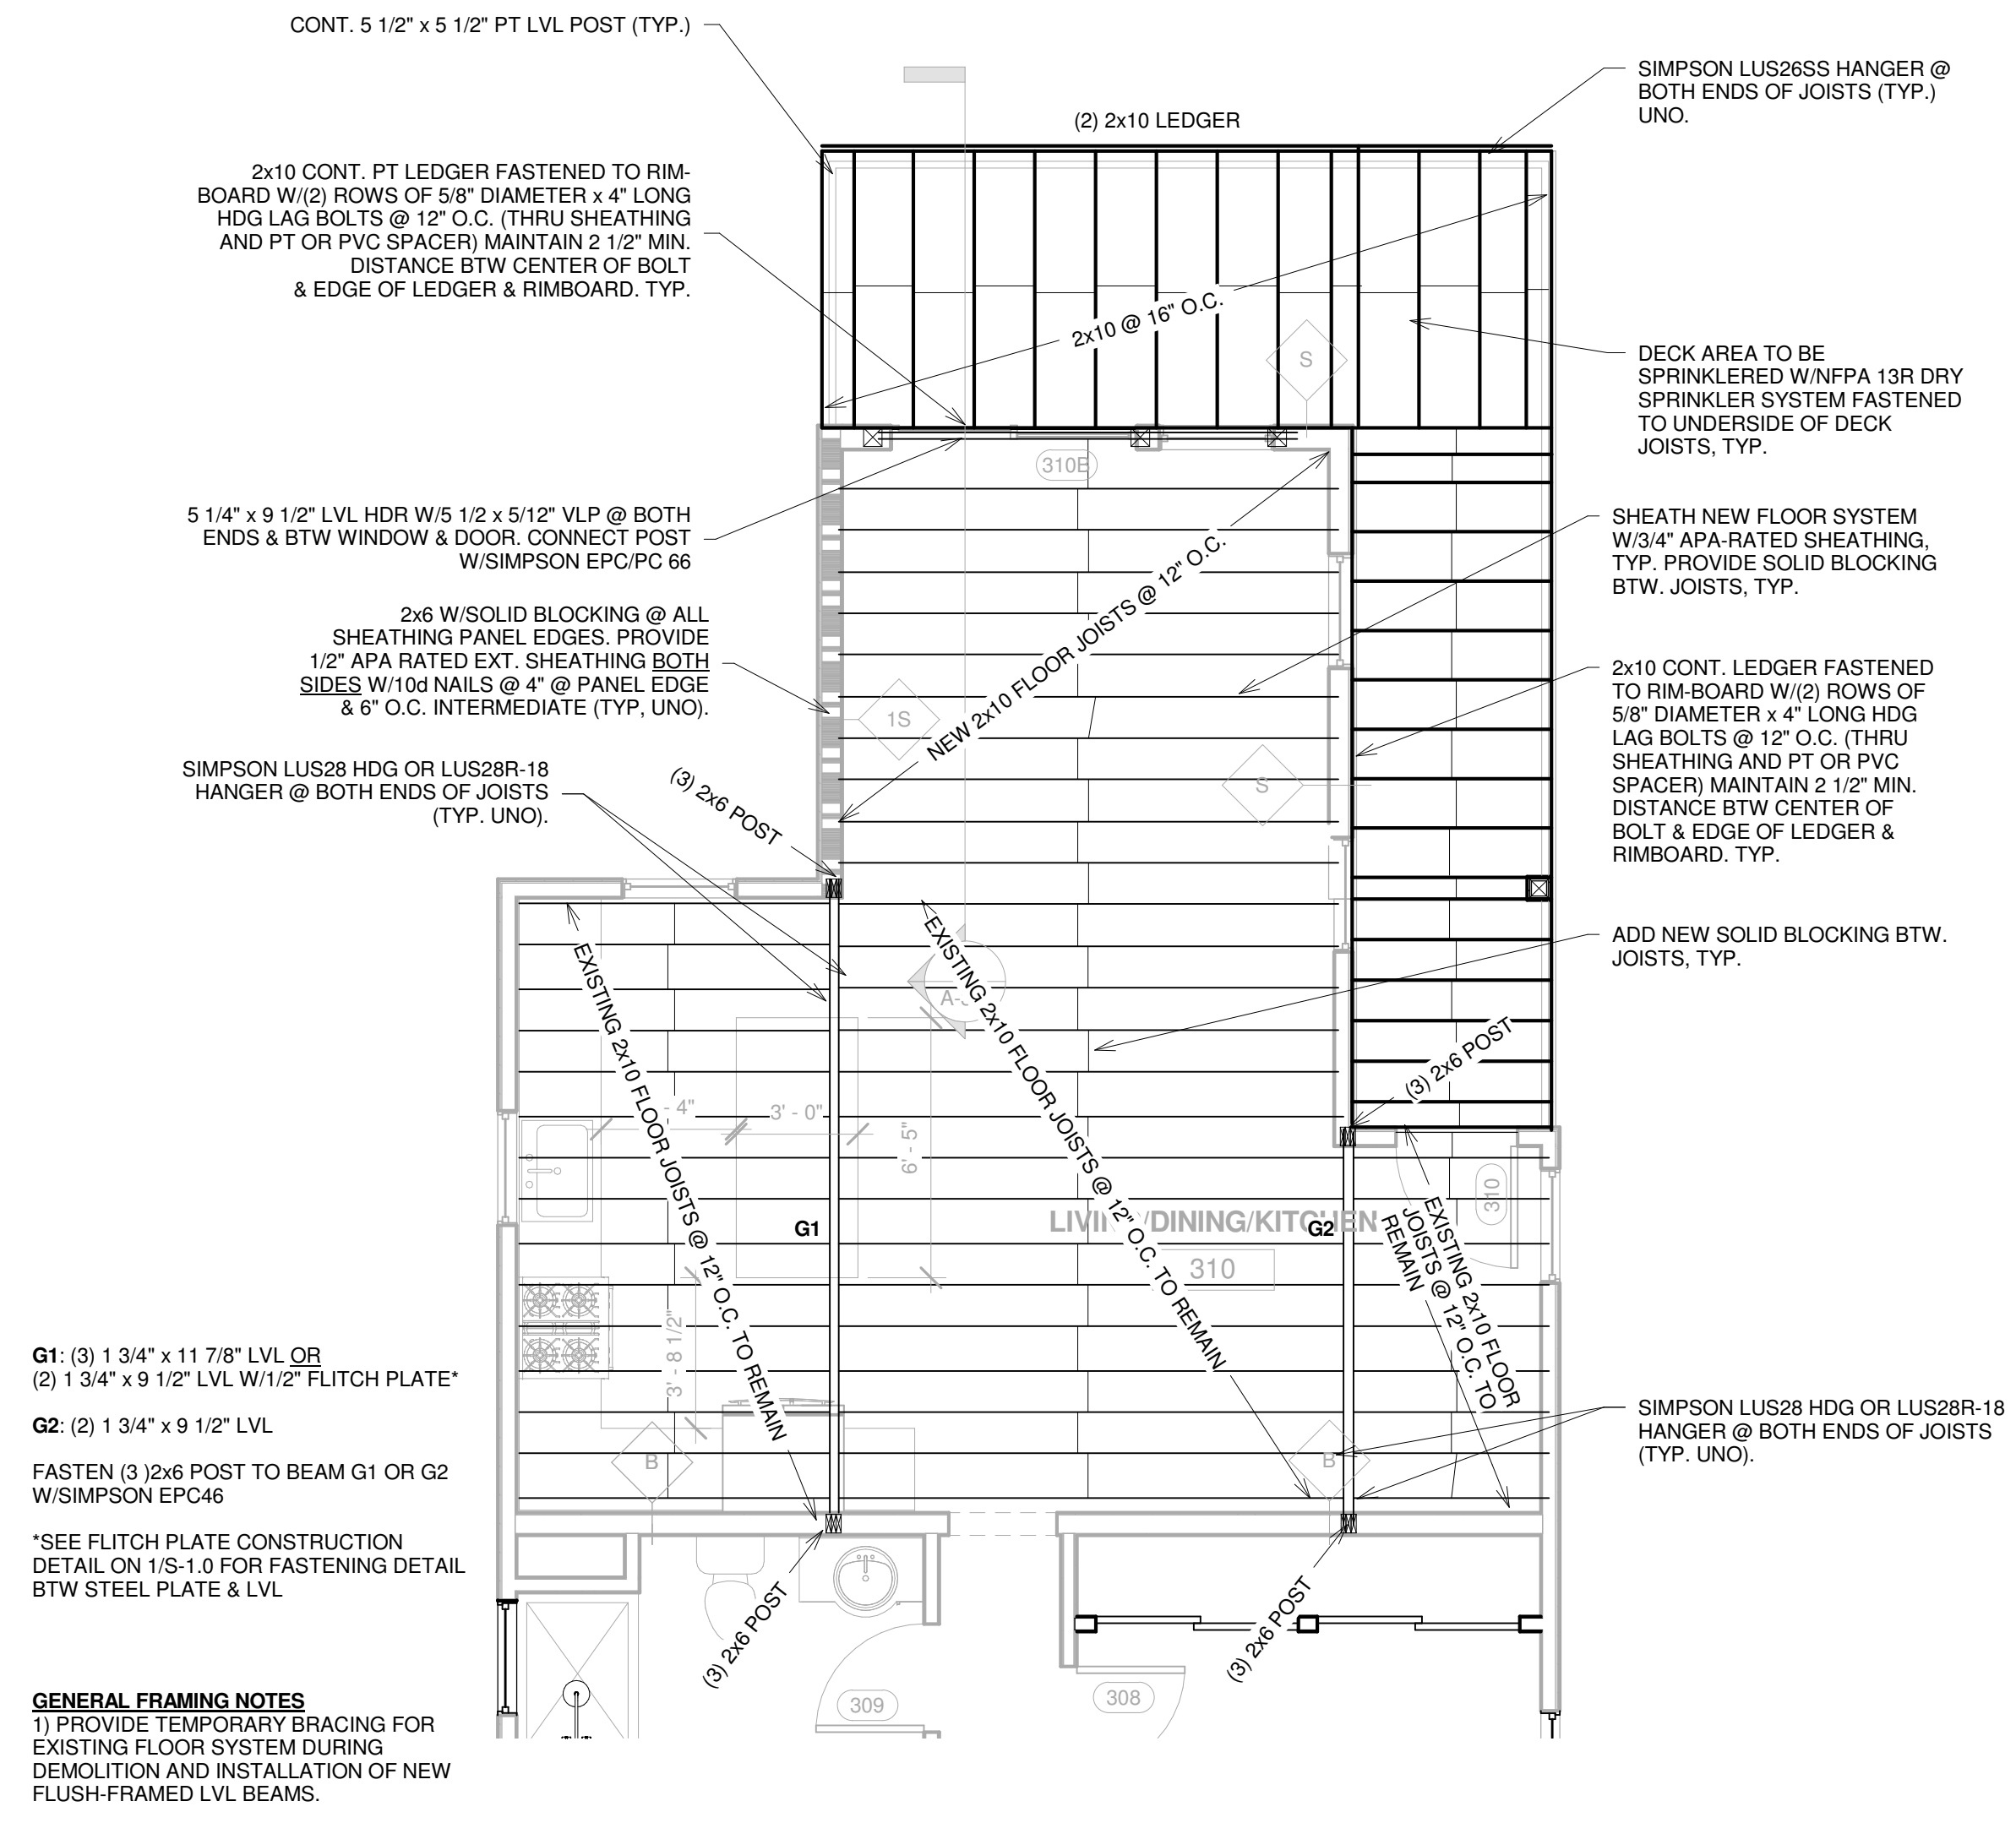 CONT. 5 1/2" x 5 1/2" PT LVL POST (TYP.)
SIMPSON LUS26SS HANGER @
BOTH ENDS OF JOISTS (TYP.)
UNO.
(2) 2x10 LEDGER
2x10 CONT. PT LEDGER FASTENED TO RIM-
BOARD W/(2) ROWS OF 5/8" DIAMETER x 4" LONG
HDG LAG BOLTS @ 12" O.C. (THRU SHEATHING
AND PT OR PVC SPACER) MAINTAIN 2 1/2" MIN.
DISTANCE BTW CENTER OF BOLT
& EDGE OF LEDGER & RIMBOARD. TYP.
2x10 @ 16" O.C.
S
DECK AREA TO BE
SPRINKLERED W/NFPA 13R DRY
SPRINKLER SYSTEM FASTENED
TO UNDERSIDE OF DECK
JOISTS, TYP.
310B
5 1/4" x 9 1/2" LVL HDR W/5 1/2 x 5/12" VLP @ BOTH
ENDS & BTW WINDOW & DOOR. CONNECT POST
W/SIMPSON EPC/PC 66
SHEATH NEW FLOOR SYSTEM
W/3/4" APA-RATED SHEATHING,
TYP. PROVIDE SOLID BLOCKING
BTW. JOISTS, TYP.
NEW 2x10 FLOOR JOISTS @ 12" O.C.
2x6 W/SOLID BLOCKING @ ALL
SHEATHING PANEL EDGES. PROVIDE
1/2" APA RATED EXT. SHEATHING BOTH
SIDES W/10d NAILS @ 4" @ PANEL EDGE
& 6" O.C. INTERMEDIATE (TYP, UNO).
1S
S
2x10 CONT. LEDGER FASTENED
TO RIM-BOARD W/(2) ROWS OF
5/8" DIAMETER x 4" LONG HDG
LAG BOLTS @ 12" O.C. (THRU
SHEATHING AND PT OR PVC
SPACER) MAINTAIN 2 1/2" MIN.
DISTANCE BTW CENTER OF
BOLT & EDGE OF LEDGER &
RIMBOARD. TYP.
SIMPSON LUS28 HDG OR LUS28R-18
HANGER @ BOTH ENDS OF JOISTS
(TYP. UNO).
(3) 2x6 POST
ADD NEW SOLID BLOCKING BTW.
JOISTS, TYP.
EXISTING 2x10 FLOOR JOISTS @ 12" O.C. TO REMAIN
EXISTING 2x10 FLOOR JOISTS @ 12" O.C. TO REMAIN
(3) 2x6 POST
3' - 0"
6' - 5"
G1
LIVING/DINING/KITCHEN
G2
310
310
EXISTING 2x10 FLOOR
JOISTS @ 12" O.C. TO
REMAIN
3' - 8 1/2"
G1: (3) 1 3/4" x 11 7/8" LVL OR
(2) 1 3/4" x 9 1/2" LVL W/1/2" FLITCH PLATE*
G2: (2) 1 3/4" x 9 1/2" LVL
FASTEN (3 )2x6 POST TO BEAM G1 OR G2
W/SIMPSON EPC46
*SEE FLITCH PLATE CONSTRUCTION
DETAIL ON 1/S-1.0 FOR FASTENING DETAIL
BTW STEEL PLATE & LVL
B
B
SIMPSON LUS28 HDG OR LUS28R-18
HANGER @ BOTH ENDS OF JOISTS
(TYP. UNO).
(3) 2x6 POST
(3) 2x6 POST
309
308
GENERAL FRAMING NOTES
1) PROVIDE TEMPORARY BRACING FOR
EXISTING FLOOR SYSTEM DURING
DEMOLITION AND INSTALLATION OF NEW
FLUSH-FRAMED LVL BEAMS.